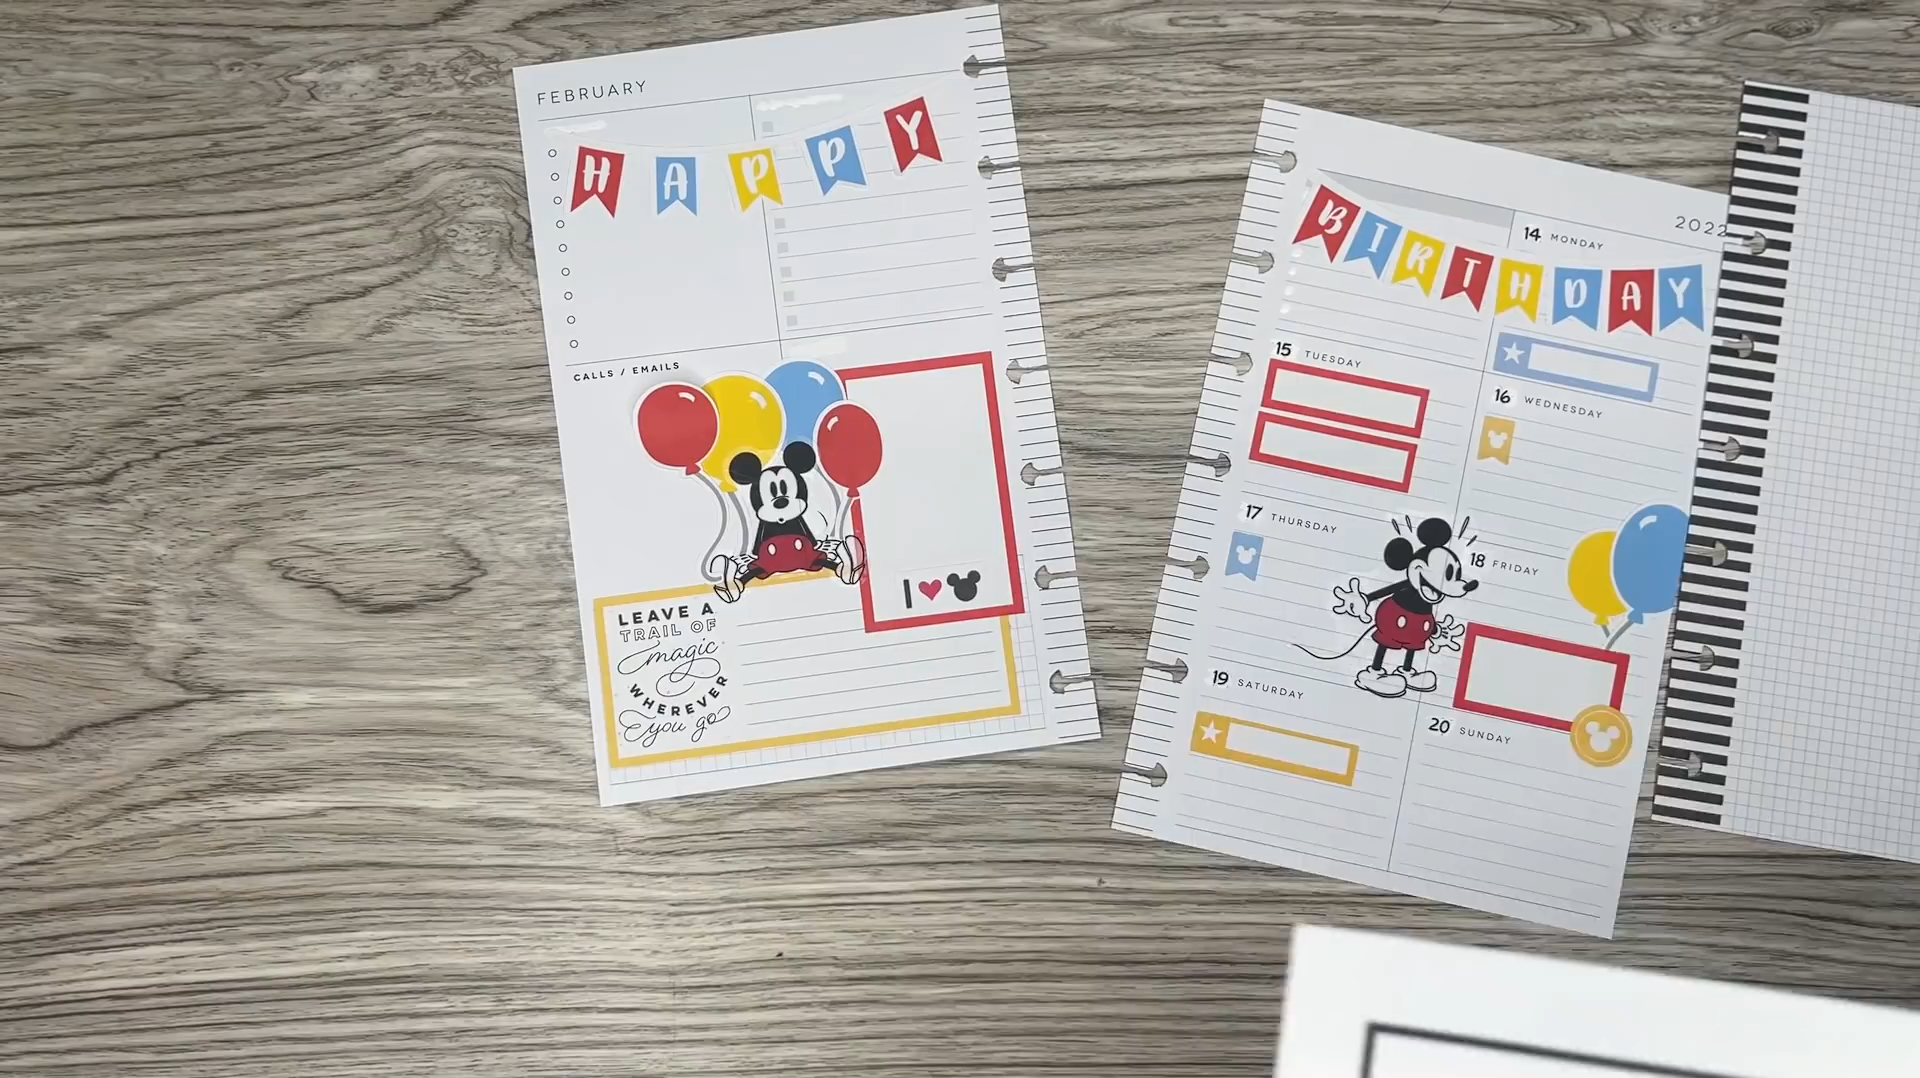 FEBRUARY
HAPPY
CALLS / EMAILS
I
LEAVE A
TRAIL OF
magic
WHEREVER
you go
2022
BIRTHDAY
14 MONDAY
15 TUESDAY
16 WEDNESDAY
17 THURSDAY
18 FRIDAY
19 SATURDAY
20 SUNDAY